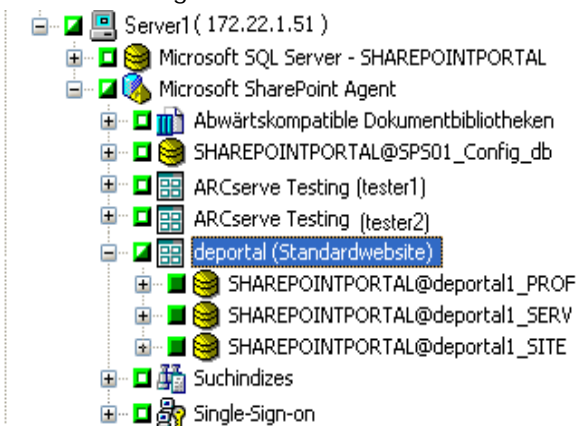 Server1 ( 172.22.1.51 )
Microsoft SQL Server - SHAREPOINTPORTAL
Microsoft SharePoint Agent
Abwärtskompatible Dokumentbibliotheken
SHAREPOINTPORTAL@SPS01_Config_db
ARCserve Testing (tester1)
ARCserve Testing (tester2)
deportal (Standardwebsite)
SHAREPOINTPORTAL@deportal1_PROF
SHAREPOINTPORTAL@deportal1_SERV
SHAREPOINTPORTAL@deportal1_SITE
Suchindizes
Single-Sign-on